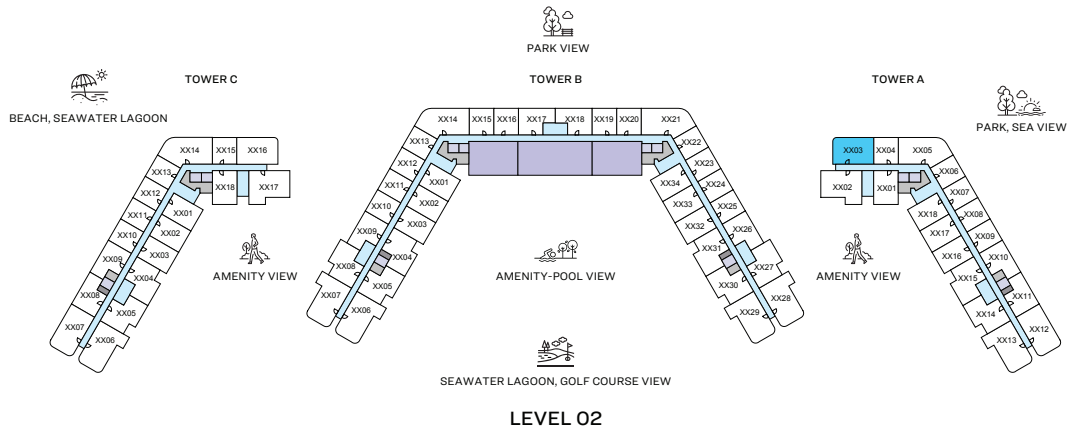 PARK VIEW
TOWER C
TOWER B
TOWER A
BEACH, SEAWATER LAGOON
PARK, SEA VIEW
XX14
XX15
XX16
XX13
XX12
XX11
XX10
XX09
XX08
XX07
XX06
XX05
XX04
XX03
XX02
XX01
XX18
XX17
AMENITY VIEW
XX14
XX15
XX16
XX17
XX18
XX19
XX20
XX21
XX13
XX12
XX11
XX10
XX09
XX08
XX07
XX06
XX05
XX04
XX03
XX02
XX01
XX22
XX23
XX24
XX25
XX26
XX27
XX28
XX29
XX30
XX31
XX32
XX33
XX34
AMENITY-POOL VIEW
XX03
XX04
XX05
XX02
XX01
XX06
XX07
XX08
XX09
XX10
XX11
XX12
XX13
XX14
XX15
XX16
XX17
XX18
AMENITY VIEW
SEAWATER LAGOON, GOLF COURSE VIEW
LEVEL 02